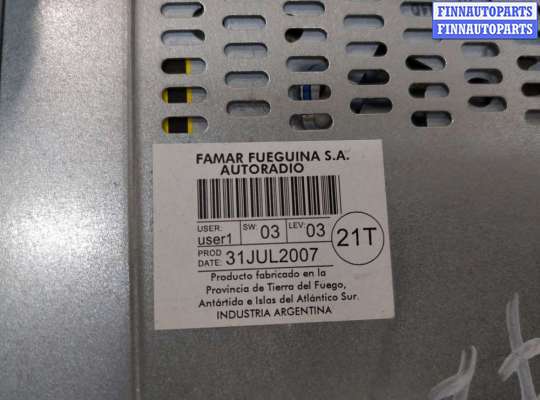 FINNAUTOPARTS
FINNAUTOPARTS
FAMAR FUEGUINA S.A.
AUTORADIO
USER: user1 SW: 03 LEV: 03 21T
PROD DATE: 31JUL2007
Producto fabricado en la
Provincia de Tierra del Fuego,
Antártida e Islas del Atlántico Sur.
INDUSTRIA ARGENTINA